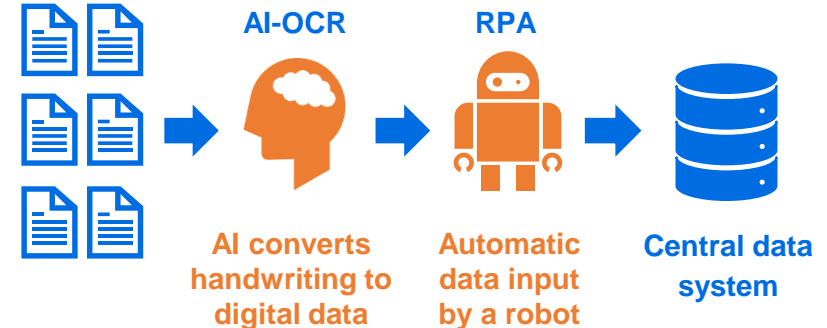 AI-OCR
RPA
AI converts
handwriting to
digital data
Automatic
data input
by a robot
Central data
system